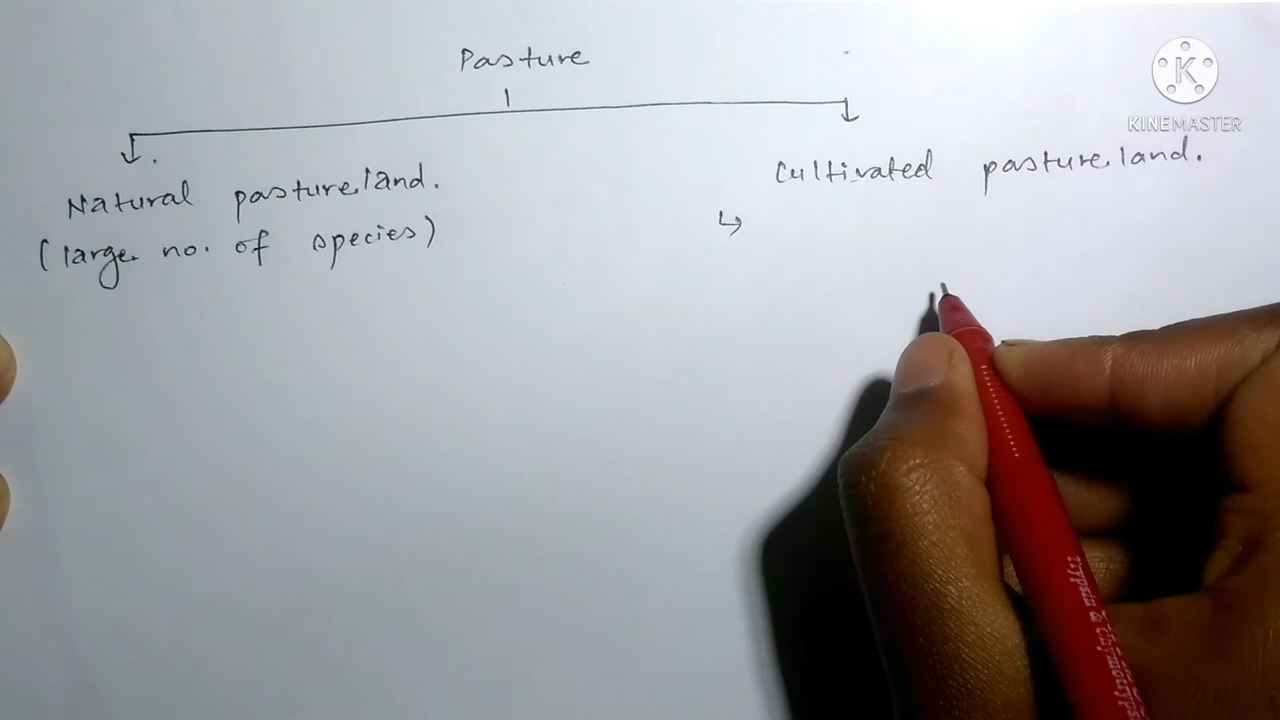 Pasture
Natural pastureland.
(large no. of species)
Cultivated pastureland.
K
KINEMASTER